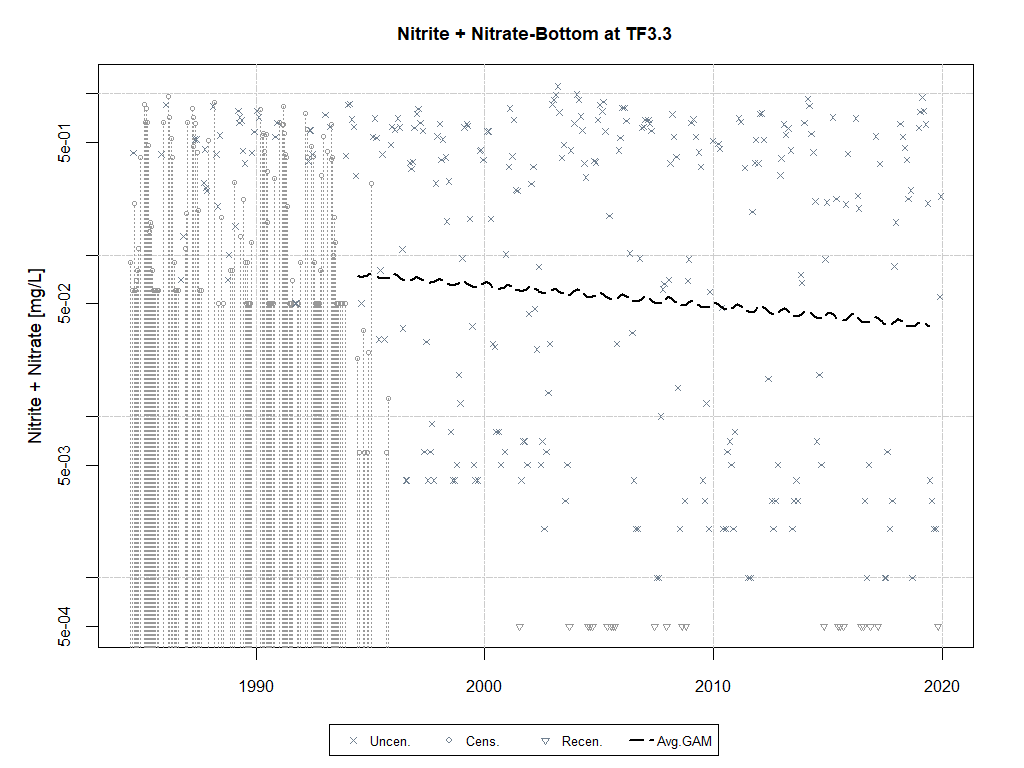 Nitrite + Nitrate-Bottom at TF3.3
Nitrite + Nitrate [mg/L]
5e-01
5e-02
5e-03
5e-04
1990 2000 2010 2020
Uncen. Cens. Recen. Avg.GAM